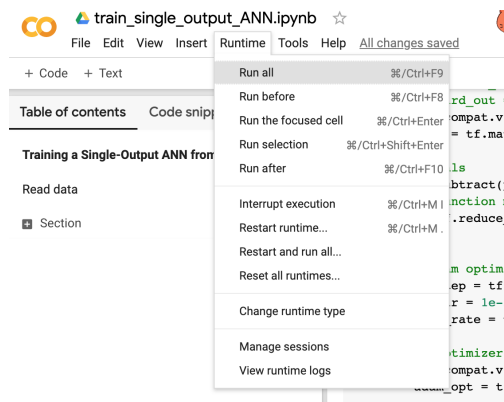 CO
train_single_output_ANN.ipynb
File Edit View Insert Runtime Tools Help All changes saved
+ Code + Text
Run all ⌘/Ctrl+F9
Run before ⌘/Ctrl+F8
Run the focused cell ⌘/Ctrl+Enter
Run selection ⌘/Ctrl+Shift+Enter
Run after ⌘/Ctrl+F10
Interrupt execution ⌘/Ctrl+M I
Restart runtime... ⌘/Ctrl+M .
Restart and run all...
Reset all runtimes...
Change runtime type
Manage sessions
View runtime logs
Table of contents Code snipp
Training a Single-Output ANN from
Read data
Section
rd_out
compat.v
= tf.ma
ls
btract(
nction
.reduce
m optim
ep = tf
r = 1e-
rate =
timizer
compat.v
adam_opt = t